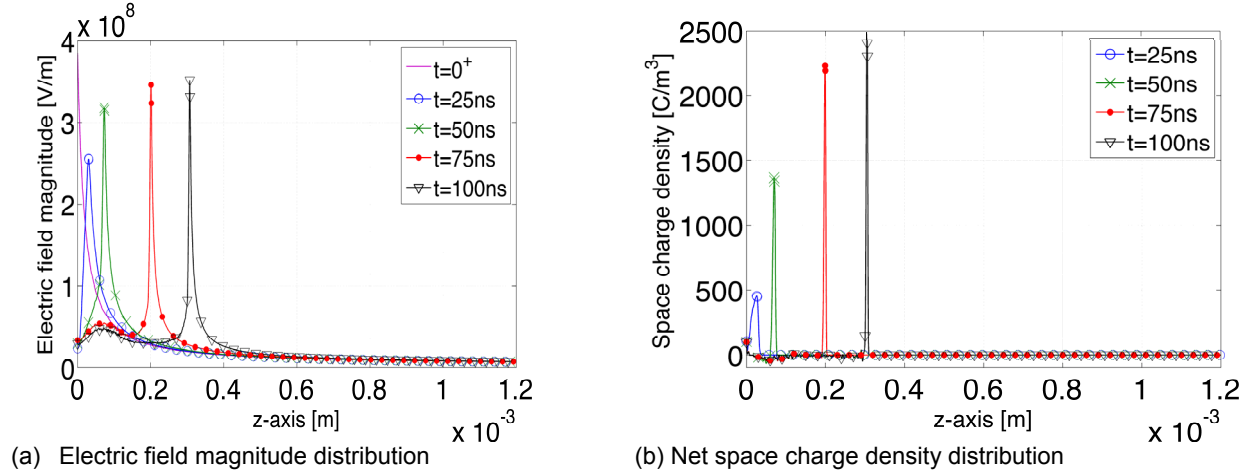 x 10^8
4
3
2
1
0
Electric field magnitude [V/m]
t=0^+
t=25ns
t=50ns
t=75ns
t=100ns
0 0.2 0.4 0.6 0.8 1 1.2
z-axis [m]
x 10^-3
(a) Electric field magnitude distribution
2500
2000
1500
1000
500
0
Space charge density [C/m^3]
t=25ns
t=50ns
t=75ns
t=100ns
0 0.2 0.4 0.6 0.8 1 1.2
z-axis [m]
x 10^-3
(b) Net space charge density distribution